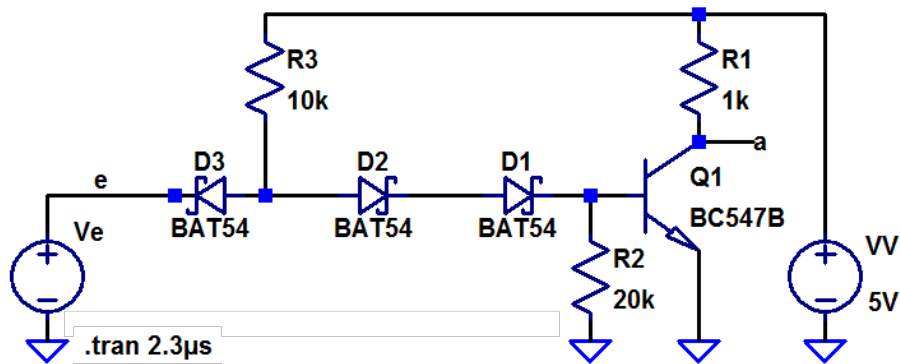 R3
10k
R1
1k
D3
BAT54
D2
BAT54
D1
BAT54
e
a
Q1
BC547B
Ve
R2
20k
VV
5V
.tran 2.3µs